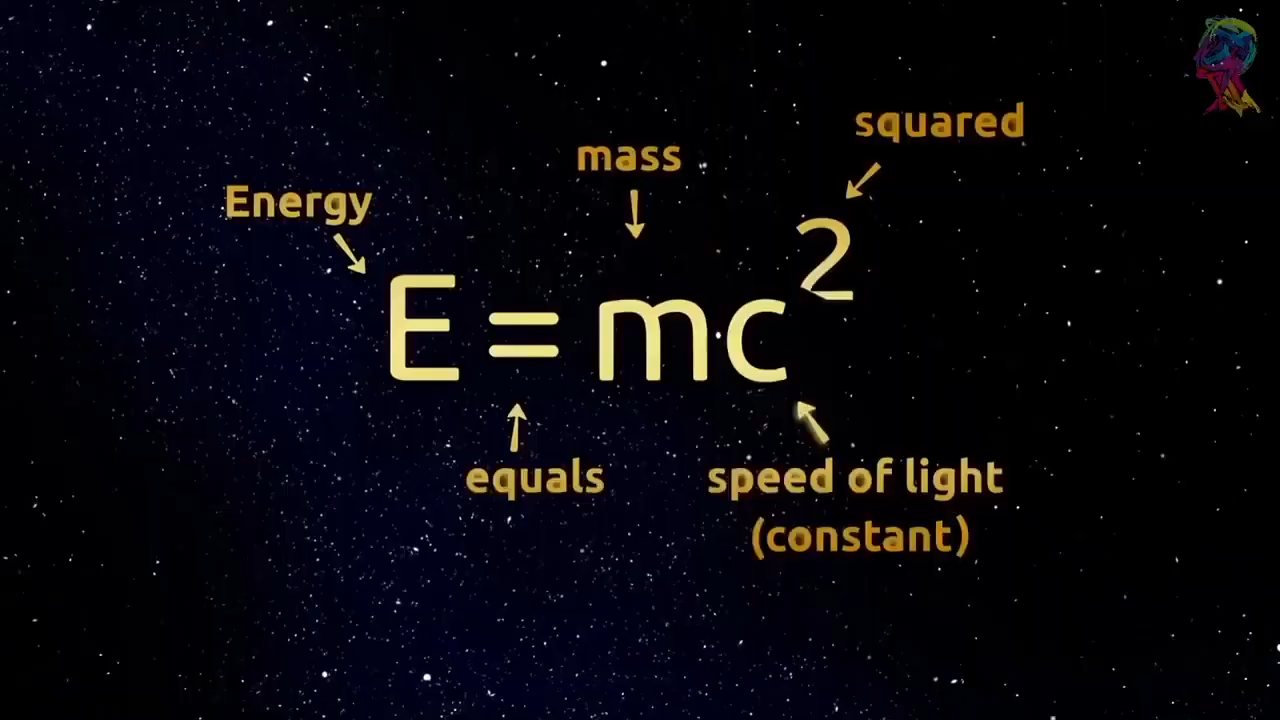 squared
mass
Energy
E = mc²
equals
speed of light
(constant)